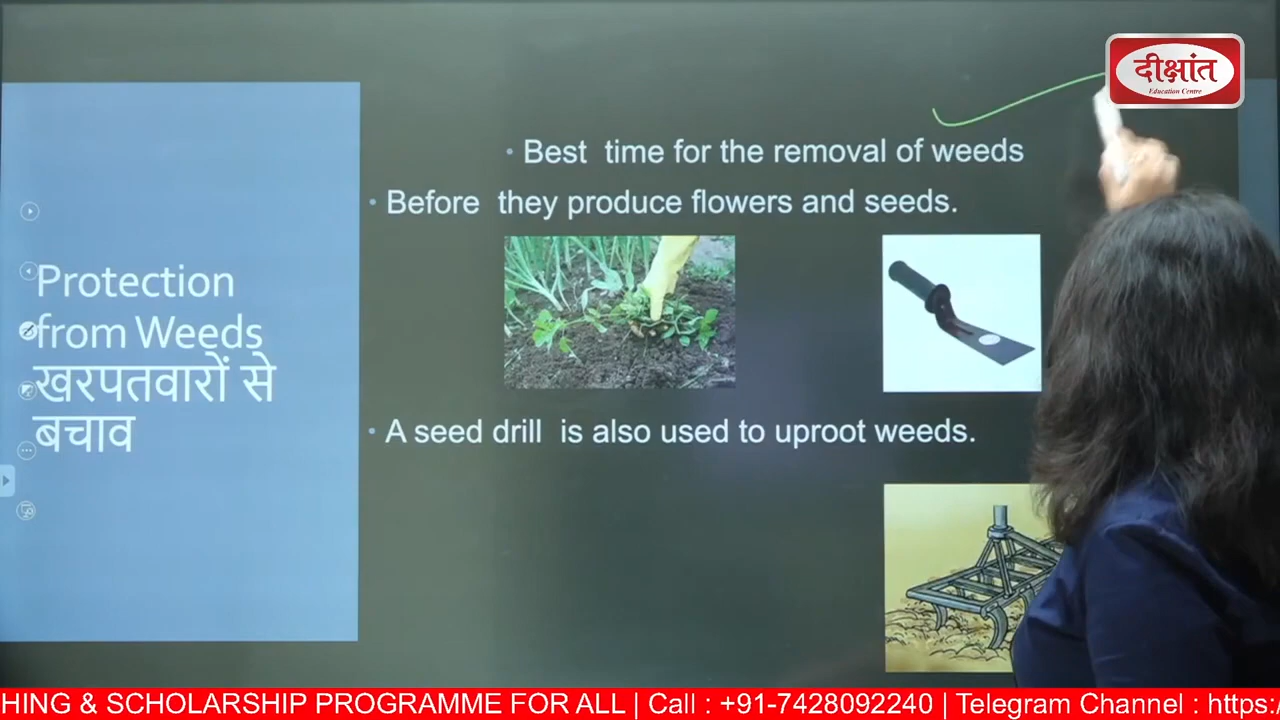 दीक्षांत
Education Centre
Best time for the removal of weeds
Before they produce flowers and seeds.
Protection
from Weeds
खरपतवारों से
बचाव
A seed drill is also used to uproot weeds.
HING & SCHOLARSHIP PROGRAMME FOR ALL | Call : +91-7428092240 | Telegram Channel : https: